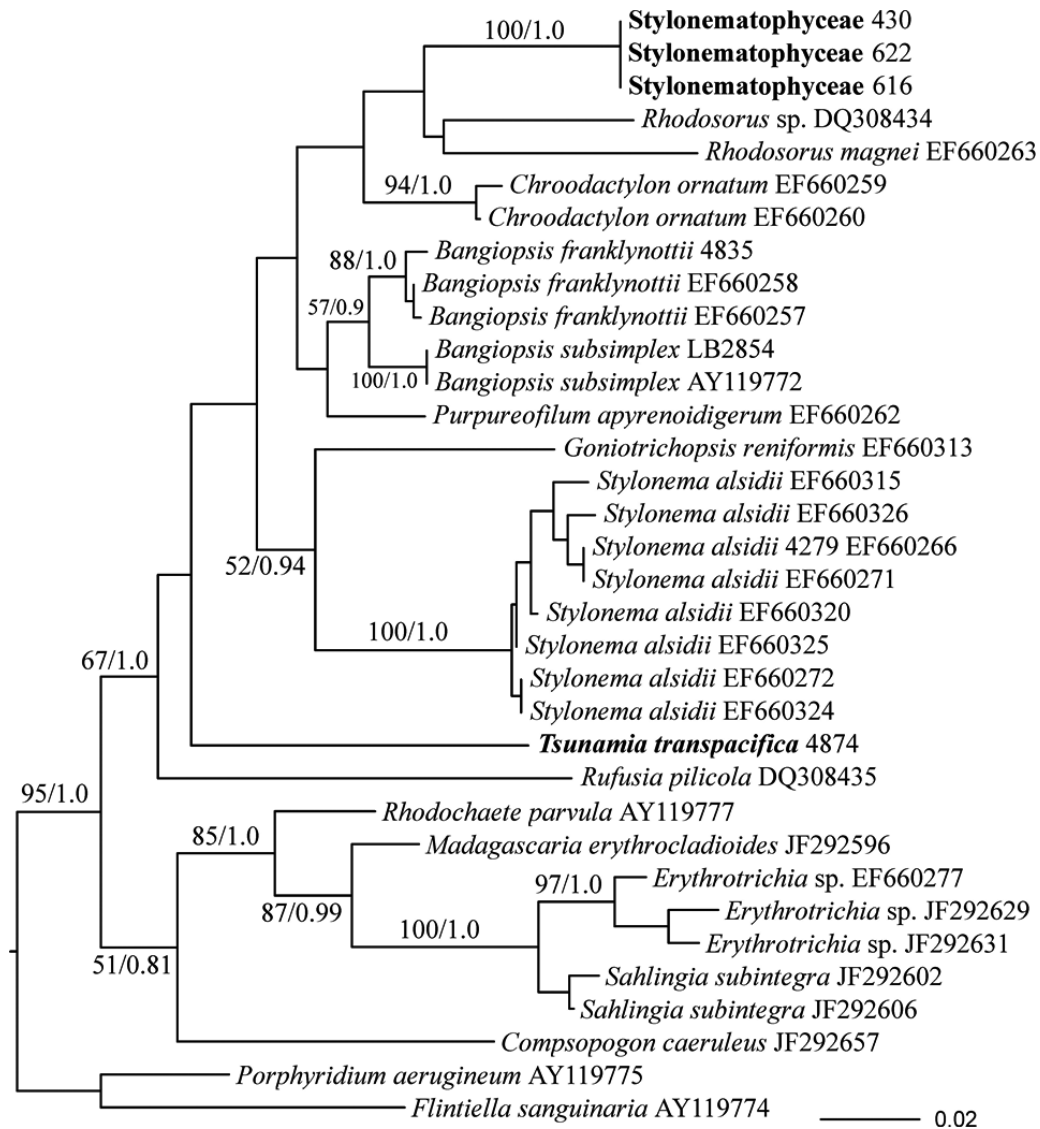 100/1.0
Stylonematophyceae 430
Stylonematophyceae 622
Stylonematophyceae 616
Rhodosorus sp. DQ308434
Rhodosorus magnei EF660263
94/1.0
Chroodactylon ornatum EF660259
Chroodactylon ornatum EF660260
Bangiopsis franklynottii 4835
88/1.0
Bangiopsis franklynottii EF660258
57/0.9
Bangiopsis franklynottii EF660257
Bangiopsis subsimplex LB2854
100/1.0
Bangiopsis subsimplex AY119772
Purpureofilum apyrenoidigerum EF660262
Goniotrichopsis reniformis EF660313
Stylonema alsidii EF660315
Stylonema alsidii EF660326
Stylonema alsidii 4279 EF660266
52/0.94
Stylonema alsidii EF660271
Stylonema alsidii EF660320
100/1.0
Stylonema alsidii EF660325
67/1.0
Stylonema alsidii EF660272
Stylonema alsidii EF660324
Tsunamia transpacifica 4874
Rufusia pilicola DQ308435
95/1.0
Rhodochaete parvula AY119777
85/1.0
Madagascaria erythrocladioides JF292596
97/1.0
Erythrotrichia sp. EF660277
87/0.99
Erythrotrichia sp. JF292629
100/1.0
Erythrotrichia sp. JF292631
51/0.81
Sahlingia subintegra JF292602
Sahlingia subintegra JF292606
Compsopogon caeruleus JF292657
Porphyridium aerugineum AY119775
Flintiella sanguinaria AY119774
0.02